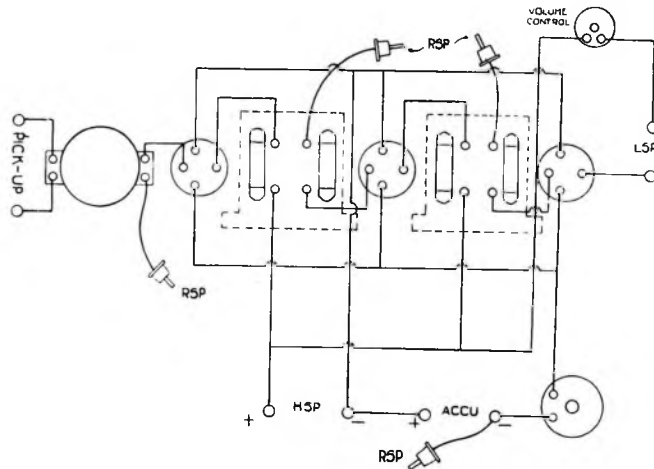 VOLUME
CONTROL
RSP
PICK-UP
LSP
RSP
+ HSP - + ACCU -
RSP